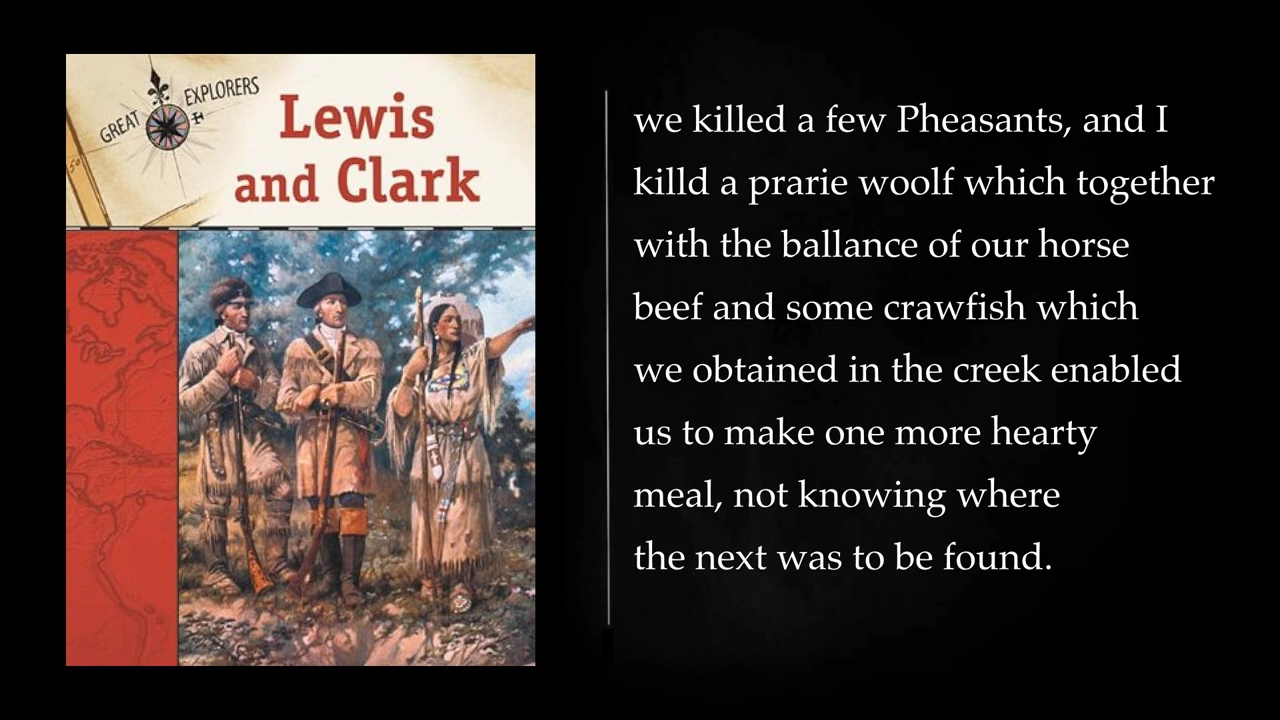 GREAT EXPLORERS
Lewis
and Clark
50
we killed a few Pheasants, and I
killd a prarie woolf which together
with the ballance of our horse
beef and some crawfish which
we obtained in the creek enabled
us to make one more hearty
meal, not knowing where
the next was to be found.